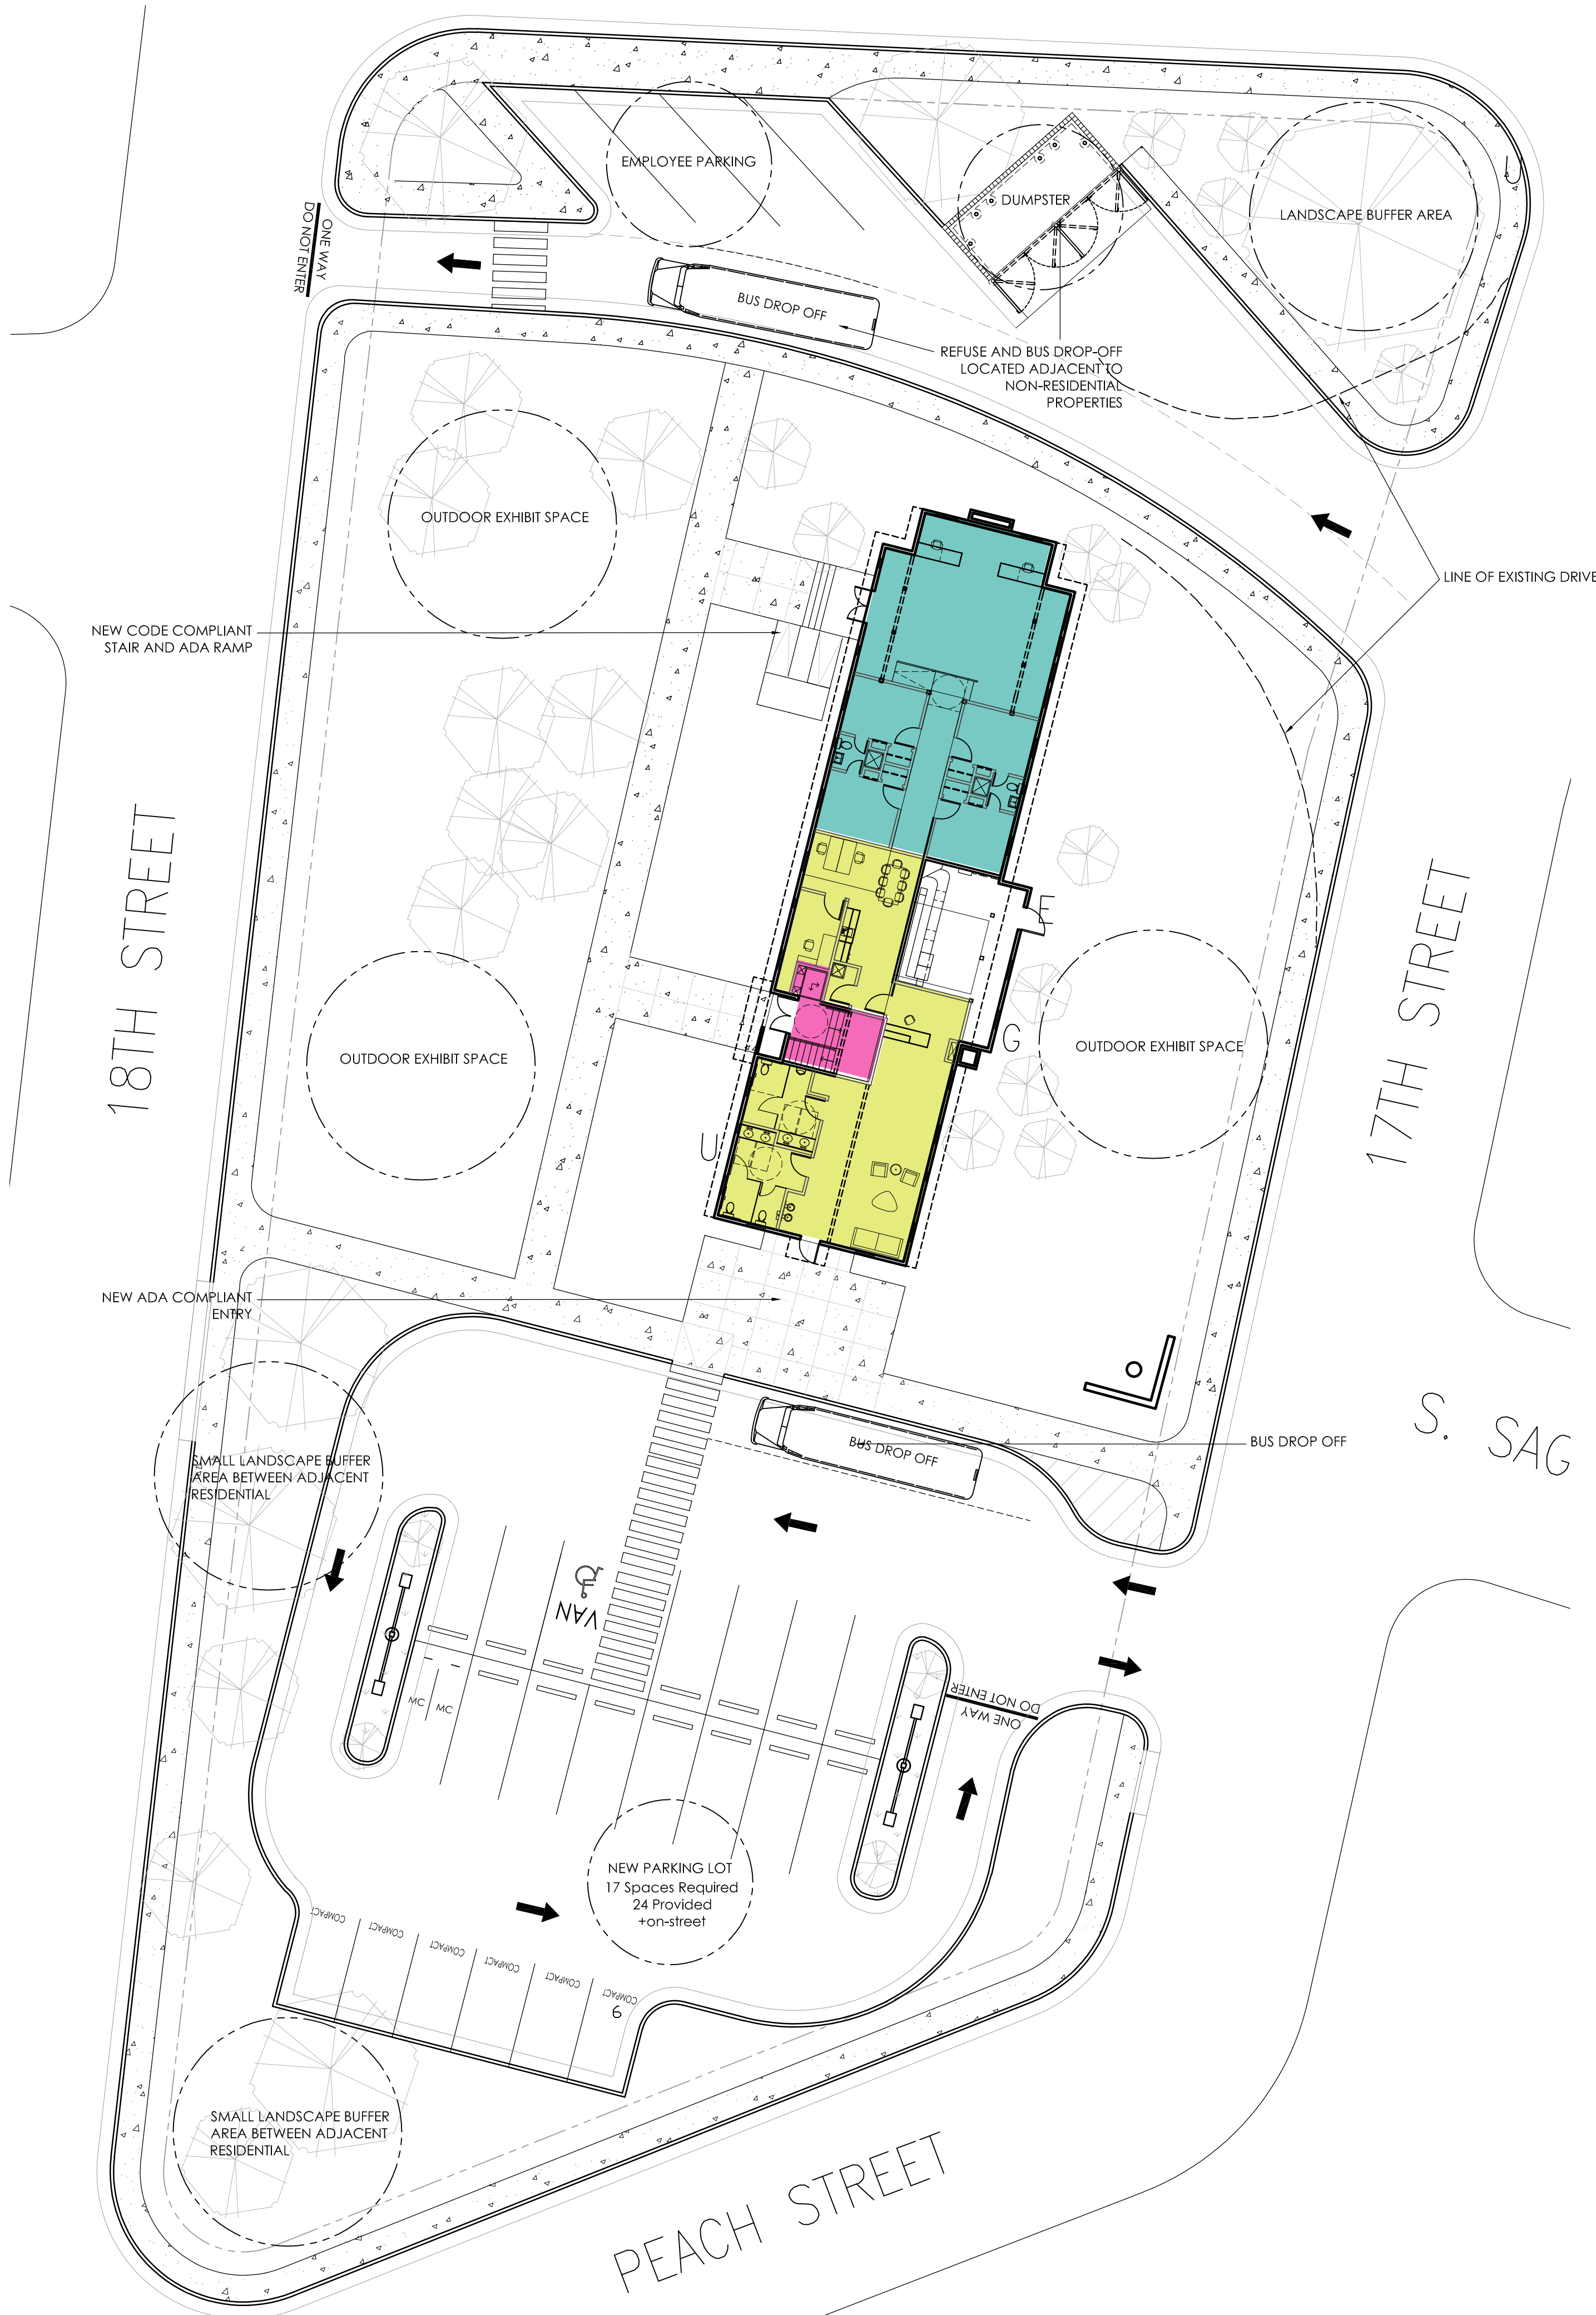 EMPLOYEE PARKING
DUMPSTER
LANDSCAPE BUFFER AREA
ONE WAY
DO NOT ENTER
BUS DROP OFF
REFUSE AND BUS DROP-OFF
LOCATED ADJACENT TO
NON-RESIDENTIAL
PROPERTIES
OUTDOOR EXHIBIT SPACE
LINE OF EXISTING DRIVE
NEW CODE COMPLIANT
STAIR AND ADA RAMP
18TH STREET
17TH STREET
E
G
U
OUTDOOR EXHIBIT SPACE
OUTDOOR EXHIBIT SPACE
NEW ADA COMPLIANT
ENTRY
S. SAG
BUS DROP OFF
BUS DROP OFF
SMALL LANDSCAPE BUFFER
AREA BETWEEN ADJACENT
RESIDENTIAL
VAN
MC
MC
ONE WAY
DO NOT ENTER
NEW PARKING LOT
17 Spaces Required
24 Provided
+on-street
COMPACT
COMPACT
COMPACT
COMPACT
COMPACT
COMPACT
9
SMALL LANDSCAPE BUFFER
AREA BETWEEN ADJACENT
RESIDENTIAL
PEACH STREET